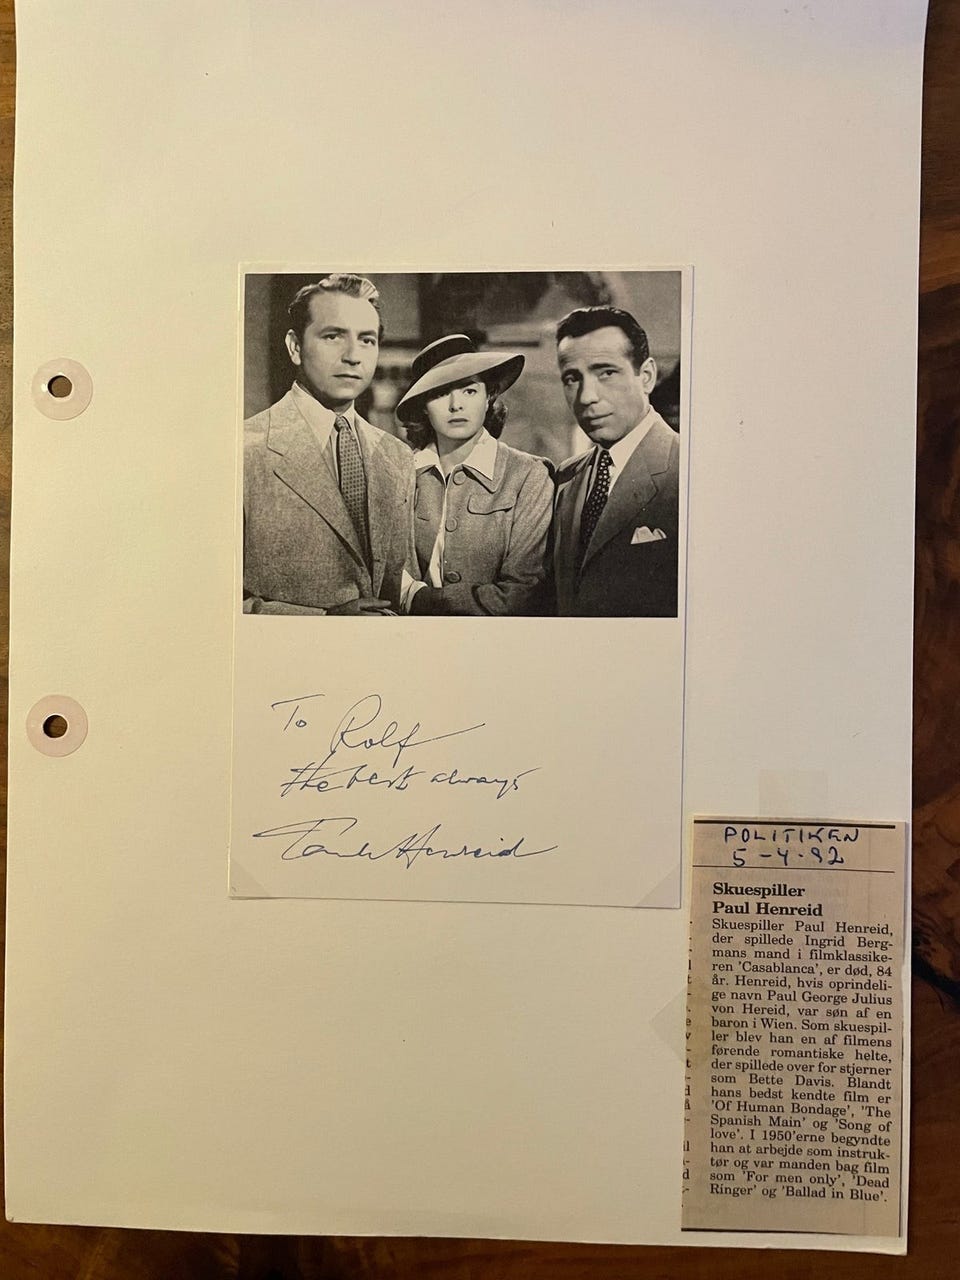 To Rolf
the best always
Paul Henreid
POLITIKEN
5-4-92
Skuespiller
Paul Henreid
Skuespiller Paul Henreid,
der spillede Ingrid Berg-
mans mand i filmklassike-
ren 'Casablanca', er død, 84
år. Henreid, hvis oprindeli-
ge navn Paul George Julius
von Hereid, var søn af en
baron i Wien. Som skuespil-
ler blev han en af filmens
førende romantiske helte,
der spillede over for stjerner
som Bette Davis. Blandt
hans bedst kendte film er
'Of Human Bondage', 'The
Spanish Main' og 'Song of
love'. I 1950'erne begyndte
han at arbejde som instruk-
tør og var manden bag film
som 'For men only', 'Dead
Ringer' og 'Ballad in Blue'.